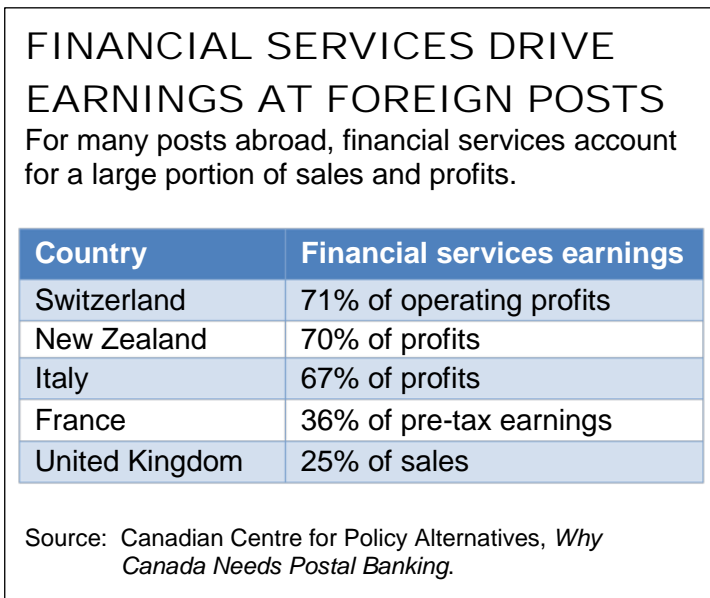 FINANCIAL SERVICES DRIVE
EARNINGS AT FOREIGN POSTS
For many posts abroad, financial services account
for a large portion of sales and profits.
Country Financial services earnings
Switzerland 71% of operating profits
New Zealand 70% of profits
Italy 67% of profits
France 36% of pre-tax earnings
United Kingdom 25% of sales
Source: Canadian Centre for Policy Alternatives, Why
Canada Needs Postal Banking.